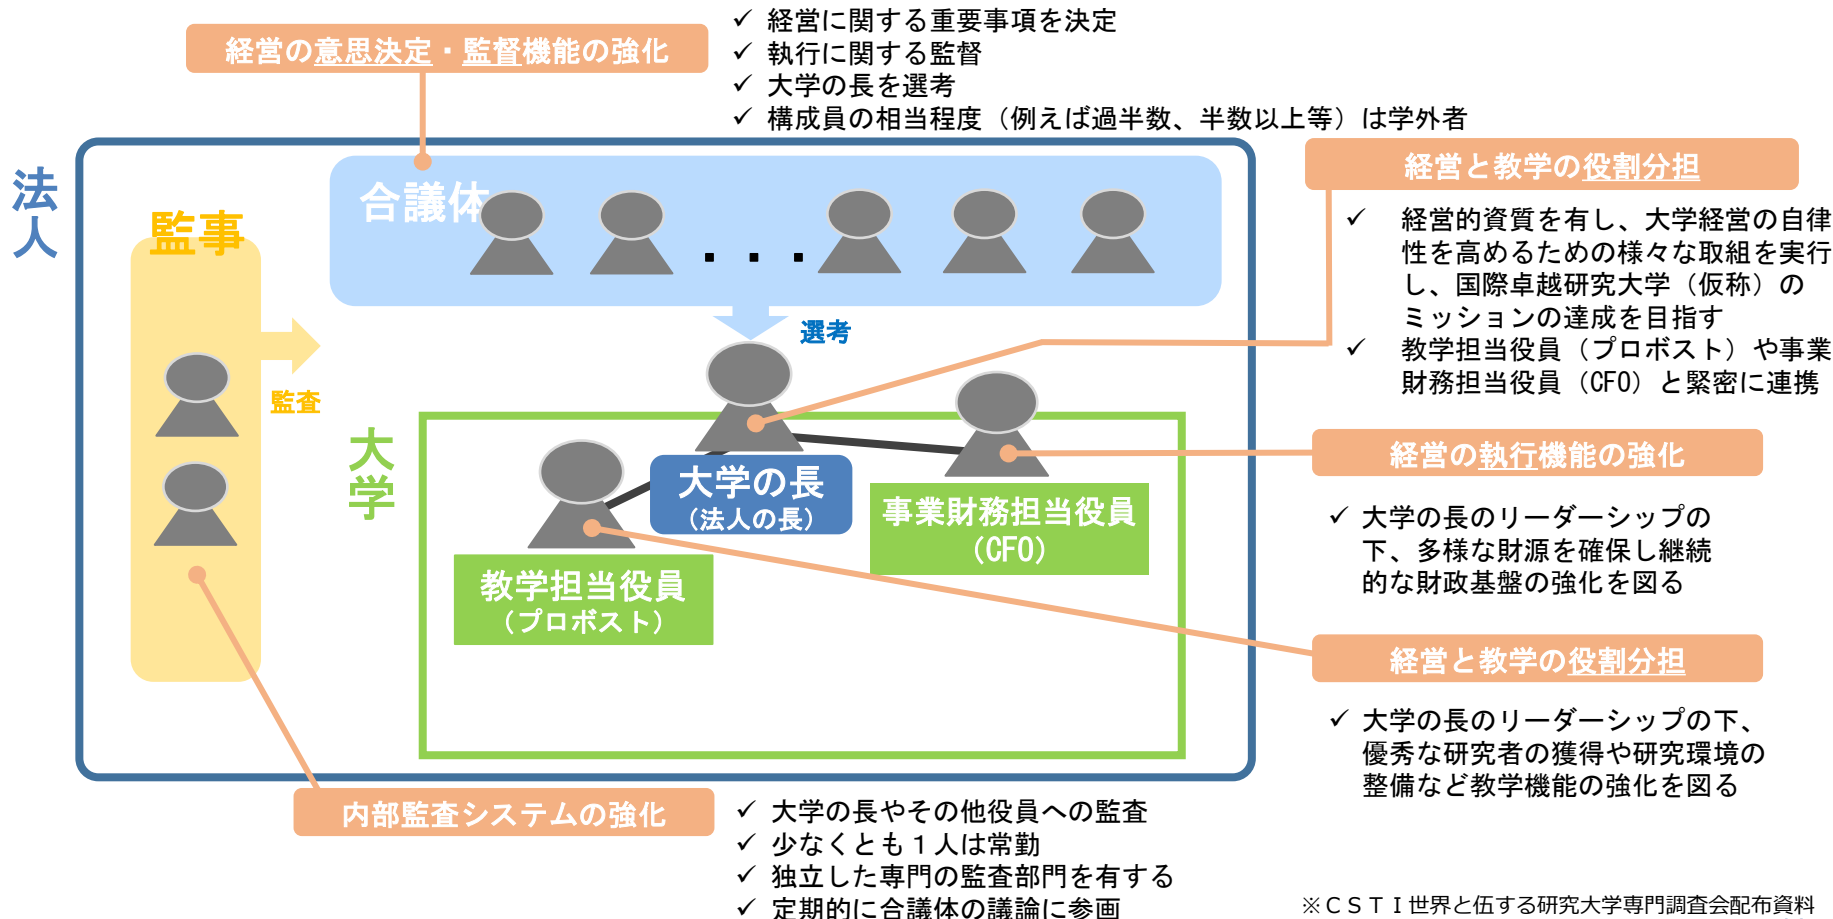 経営の意思決定・監督機能の強化
✓ 経営に関する重要事項を決定
✓ 執行に関する監督
✓ 大学の長を選考
✓ 構成員の相当程度（例えば過半数、半数以上等）は学外者
法人
監事
合議体
・・・
選考
監査
大学
大学の長
（法人の長）
事業財務担当役員
（CFO）
教学担当役員
（プロボスト）
経営と教学の役割分担
✓ 経営的資質を有し、大学経営の自律
性を高めるための様々な取組を実行
し、国際卓越研究大学（仮称）の
ミッションの達成を目指す
✓ 教学担当役員（プロボスト）や事業
財務担当役員（CFO）と緊密に連携
経営の執行機能の強化
✓ 大学の長のリーダーシップの
下、多様な財源を確保し継続
的な財政基盤の強化を図る
経営と教学の役割分担
✓ 大学の長のリーダーシップの下、
優秀な研究者の獲得や研究環境の
整備など教学機能の強化を図る
内部監査システムの強化
✓ 大学の長やその他役員への監査
✓ 少なくとも１人は常勤
✓ 独立した専門の監査部門を有する
✓ 定期的に合議体の議論に参画
※ＣＳＴＩ世界と伍する研究大学専門調査会配布資料